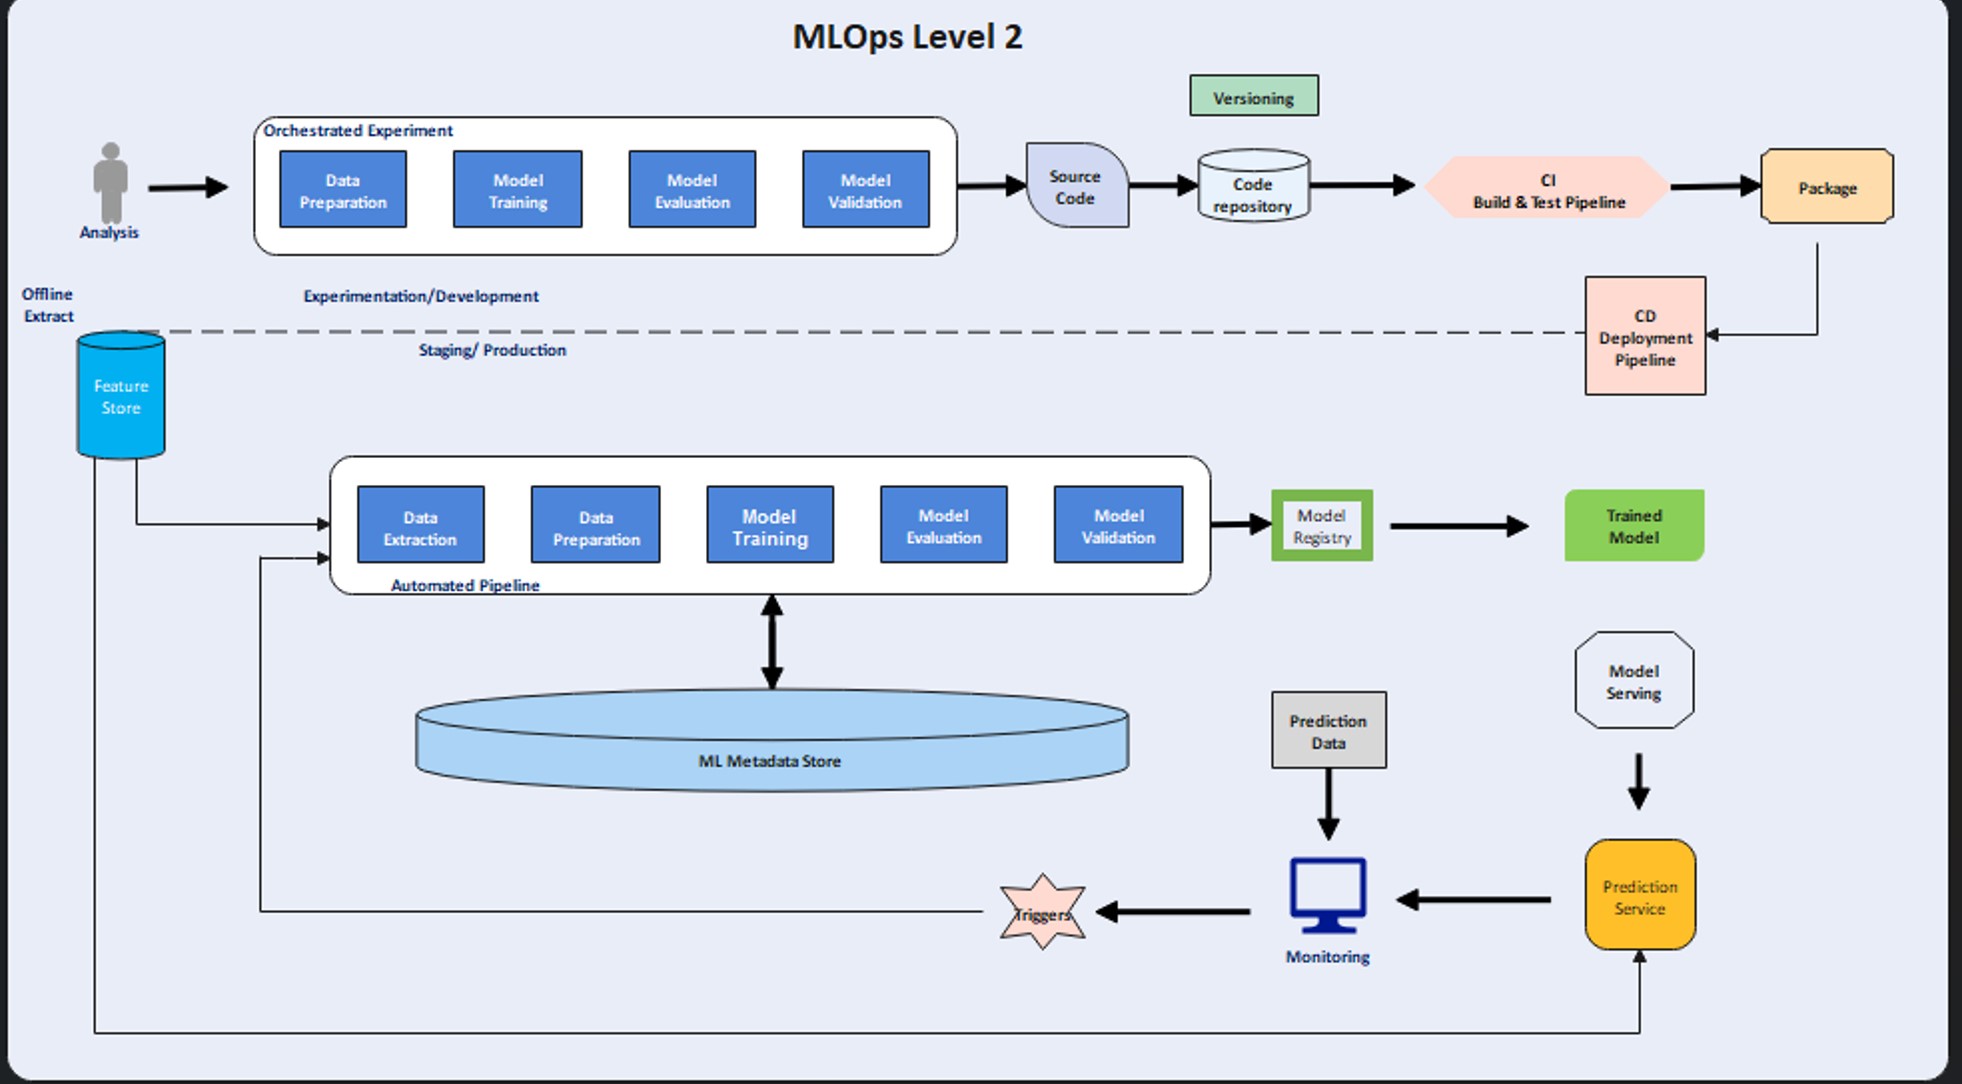 MLOps Level 2
Versioning
Orchestrated Experiment
Data
Preparation
Model
Training
Model
Evaluation
Model
Validation
Source
Code
Code
repository
CI
Build & Test Pipeline
Package
Analysis
Offline
Extract
Experimentation/Development
CD
Deployment
Pipeline
Staging/ Production
Feature
Store
Data
Extraction
Data
Preparation
Model
Training
Model
Evaluation
Model
Validation
Automated Pipeline
Model
Registry
Trained
Model
Model
Serving
Prediction
Data
ML Metadata Store
Prediction
Service
Triggers
Monitoring